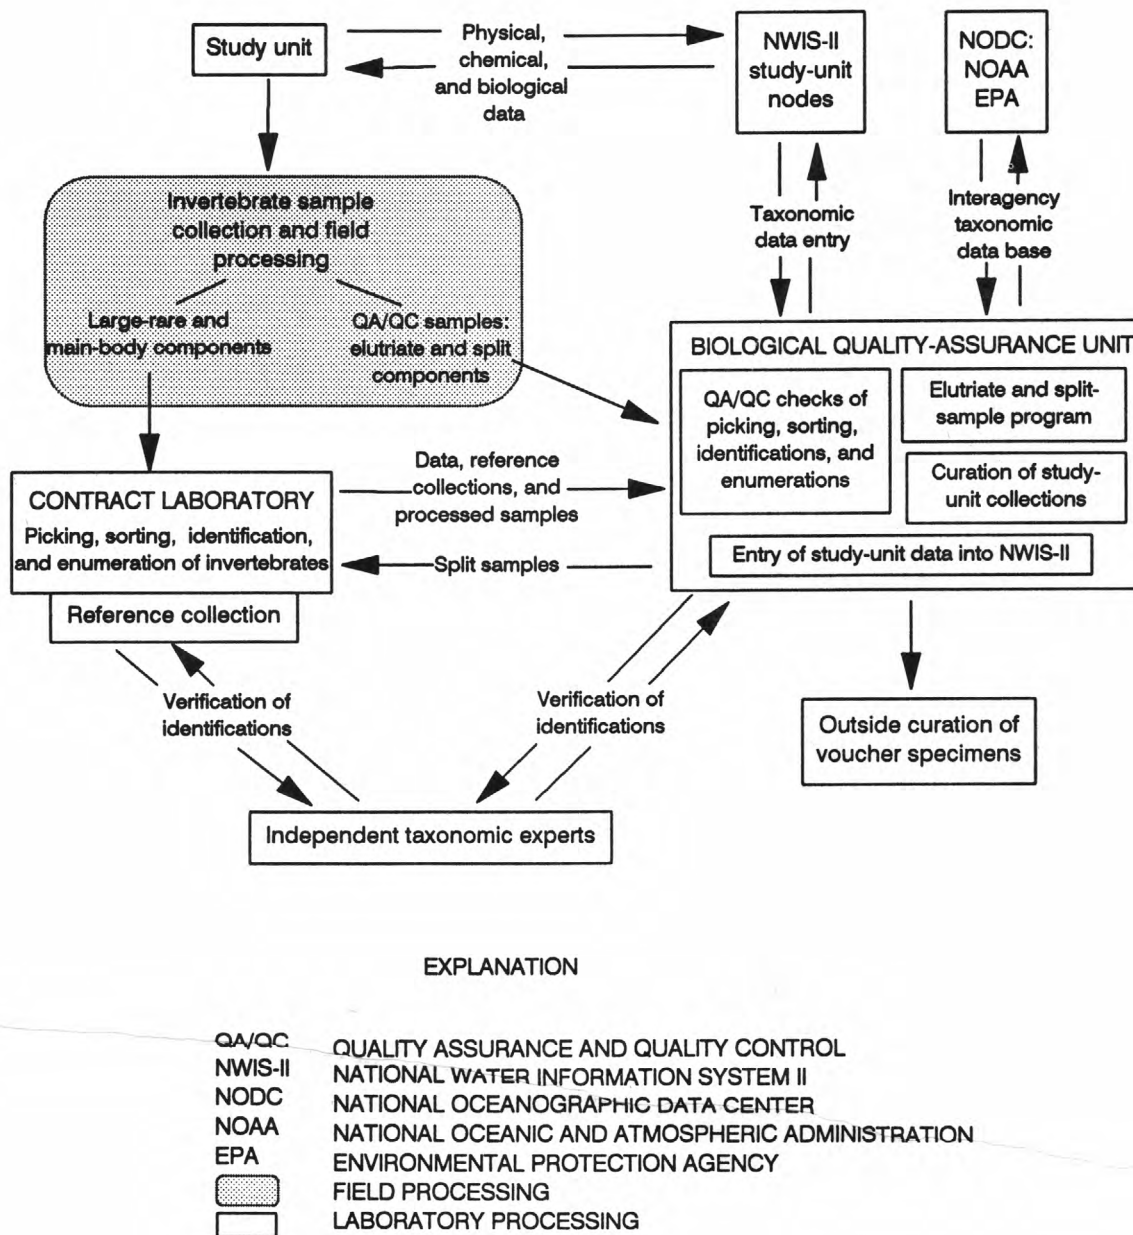 Study unit
Physical,
chemical,
and biological
data
NWIS-II
study-unit
nodes
NODC:
NOAA
EPA
Invertebrate sample
collection and field
processing
Large-rare and
main-body components
QA/QC samples:
elutriate and split
components
Taxonomic
data entry
Interagency
taxonomic
data base
BIOLOGICAL QUALITY-ASSURANCE UNIT
QA/QC checks of
picking, sorting,
identifications, and
enumerations
Elutriate and split-
sample program
Curation of study-
unit collections
Entry of study-unit data into NWIS-II
CONTRACT LABORATORY
Picking, sorting, identification,
and enumeration of invertebrates
Reference collection
Data, reference
collections, and
processed samples
Split samples
Verification of
identifications
Verification of
identifications
Outside curation of
voucher specimens
Independent taxonomic experts
EXPLANATION
QA/QC QUALITY ASSURANCE AND QUALITY CONTROL
NWIS-II NATIONAL WATER INFORMATION SYSTEM II
NODC NATIONAL OCEANOGRAPHIC DATA CENTER
NOAA NATIONAL OCEANIC AND ATMOSPHERIC ADMINISTRATION
EPA ENVIRONMENTAL PROTECTION AGENCY
FIELD PROCESSING
LABORATORY PROCESSING